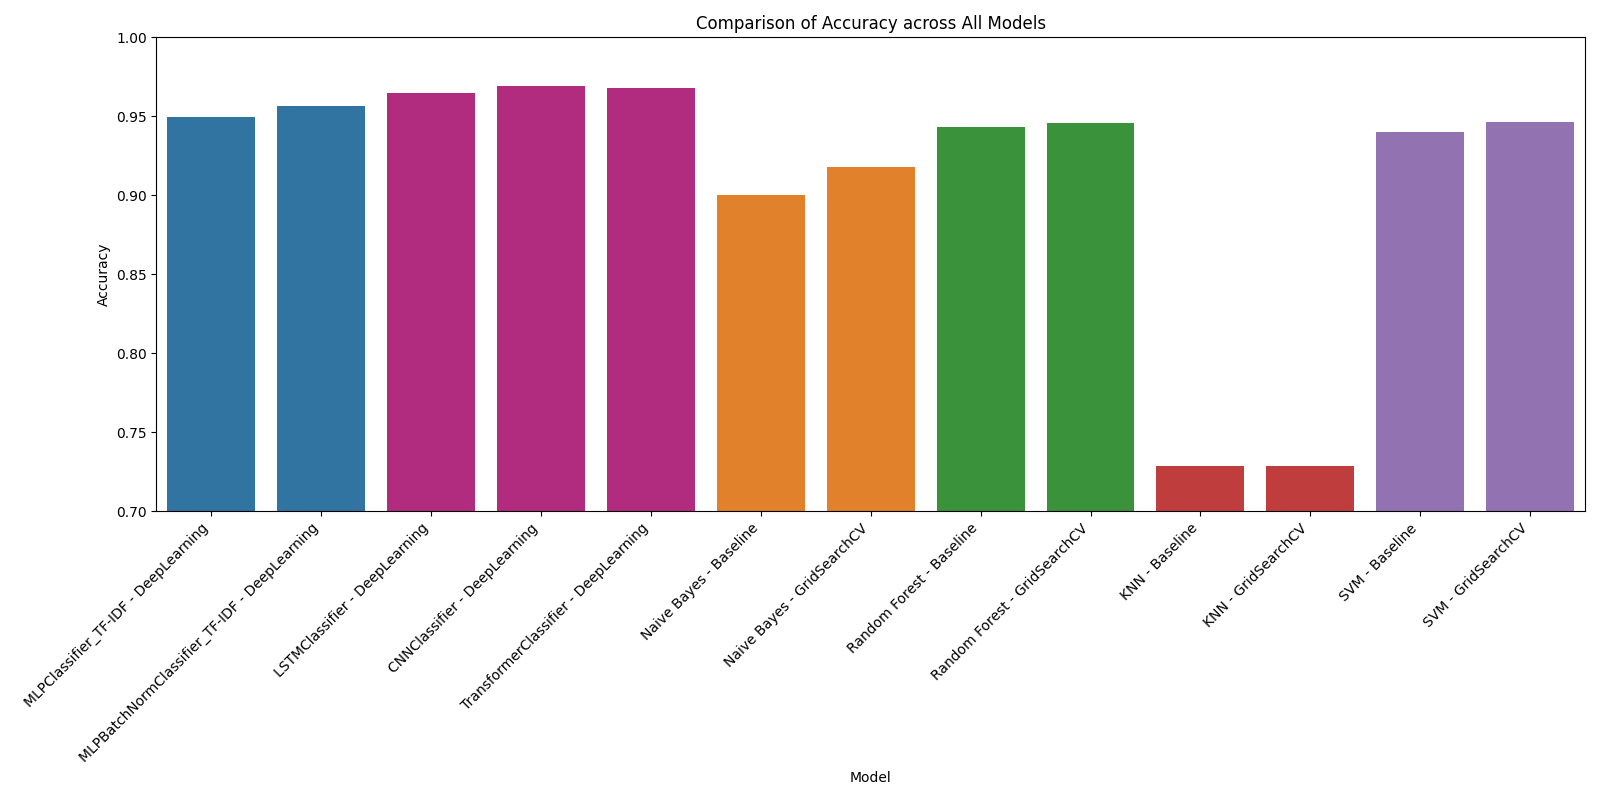 Comparison of Accuracy across All Models
Accuracy
1.00
0.95
0.90
0.85
0.80
0.75
0.70
MLPClassifier_TF-IDF - DeepLearning
MLPBatchNormClassifier_TF-IDF - DeepLearning
LSTMClassifier - DeepLearning
CNNClassifier - DeepLearning
TransformerClassifier - DeepLearning
Naive Bayes - Baseline
Naive Bayes - GridSearchCV
Random Forest - Baseline
Random Forest - GridSearchCV
KNN - Baseline
KNN - GridSearchCV
SVM - Baseline
SVM - GridSearchCV
Model